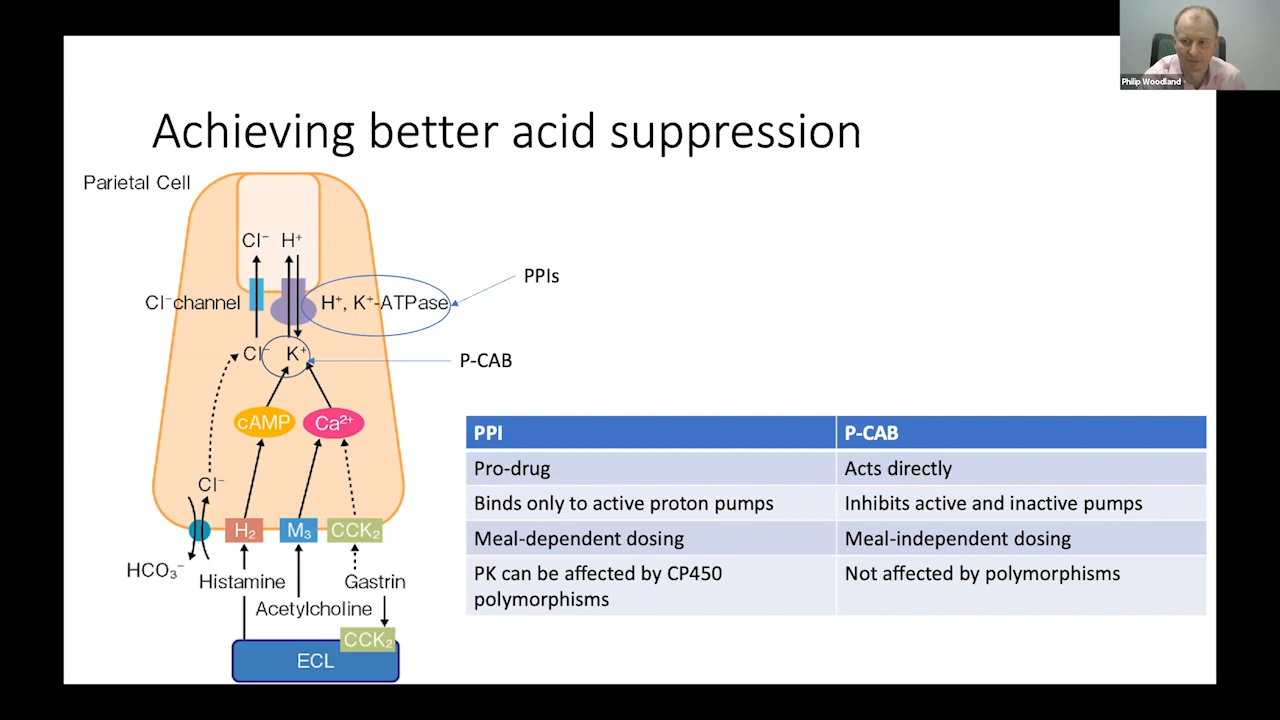 Philip Woodland
Achieving better acid suppression
Parietal Cell
Cl⁻ H⁺
PPIs
Cl⁻channel
H⁺, K⁺-ATPase
Cl⁻ K⁺
P-CAB
cAMP
Ca²⁺
Cl⁻
H₂
M₃
CCK₂
HCO₃⁻
Histamine
Gastrin
Acetylcholine
CCK₂
ECL
PPI P-CAB
Pro-drug Acts directly
Binds only to active proton pumps Inhibits active and inactive pumps
Meal-dependent dosing Meal-independent dosing
PK can be affected by CP450 Not affected by polymorphisms
polymorphisms